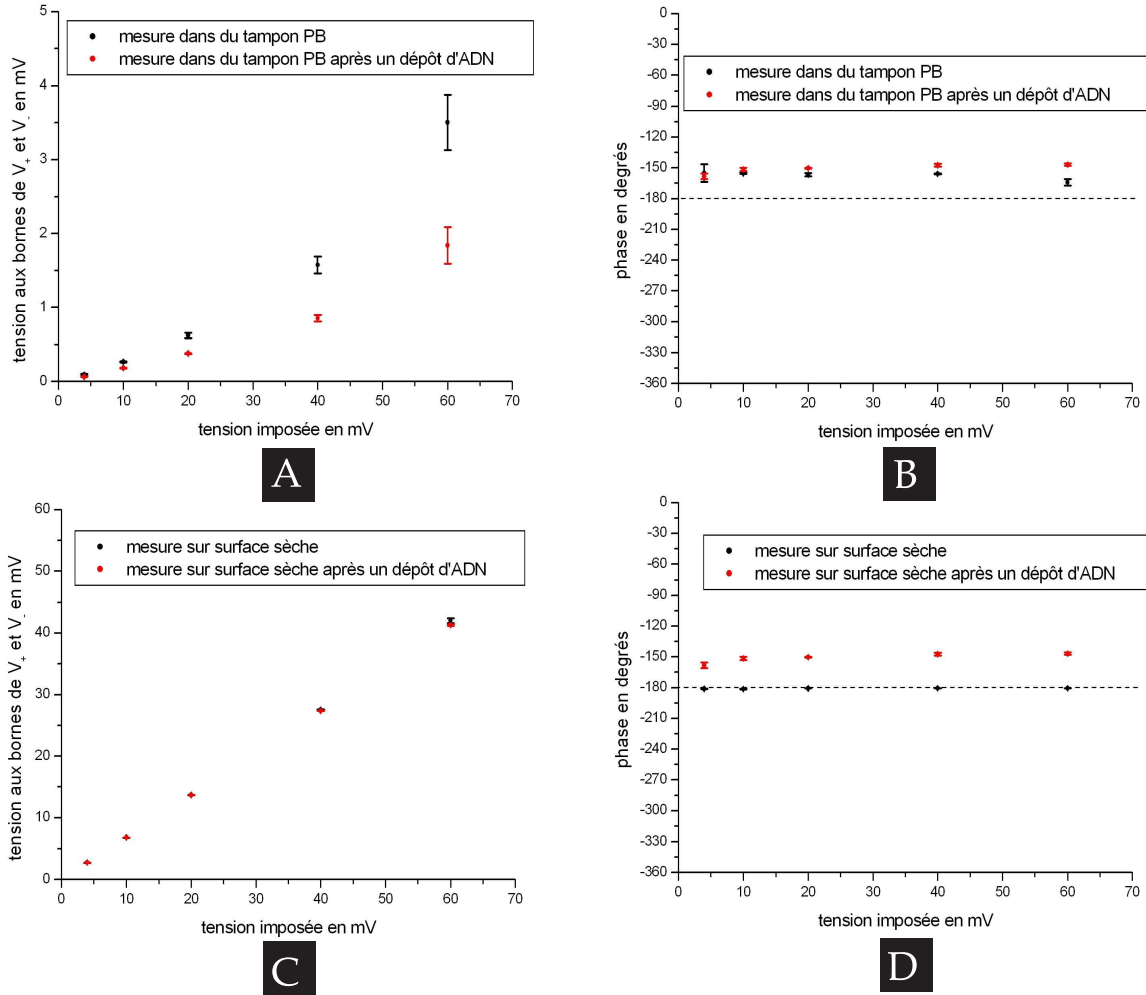 5
4
3
2
1
0
tension aux bornes de V+ et V- en mV
mesure dans du tampon PB
mesure dans du tampon PB après un dépôt d'ADN
0 10 20 30 40 50 60 70
tension imposée en mV
A
0
-30
-60
-90
-120
-150
-180
-210
-240
-270
-300
-330
-360
phase en degrés
mesure dans du tampon PB
mesure dans du tampon PB après un dépôt d'ADN
0 10 20 30 40 50 60 70
tension imposée en mV
B
60
50
40
30
20
10
0
tension aux bornes de V+ et V- en mV
mesure sur surface sèche
mesure sur surface sèche après un dépôt d'ADN
0 10 20 30 40 50 60 70
tension imposée en mV
C
0
-30
-60
-90
-120
-150
-180
-210
-240
-270
-300
-330
-360
phase en degrés
mesure sur surface sèche
mesure sur surface sèche après un dépôt d'ADN
0 10 20 30 40 50 60 70
tension imposée en mV
D